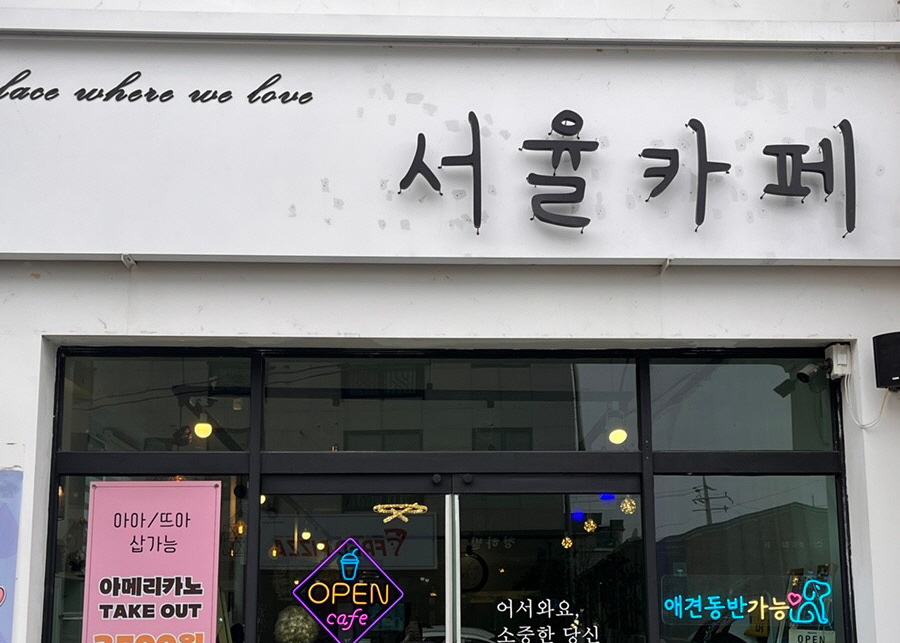 where we love
서율카페
아아/뜨아
샵가능
아메리카노
TAKE OUT
OPEN
cafe
어서와요,
소중한 당신
애견동반가능
OPEN